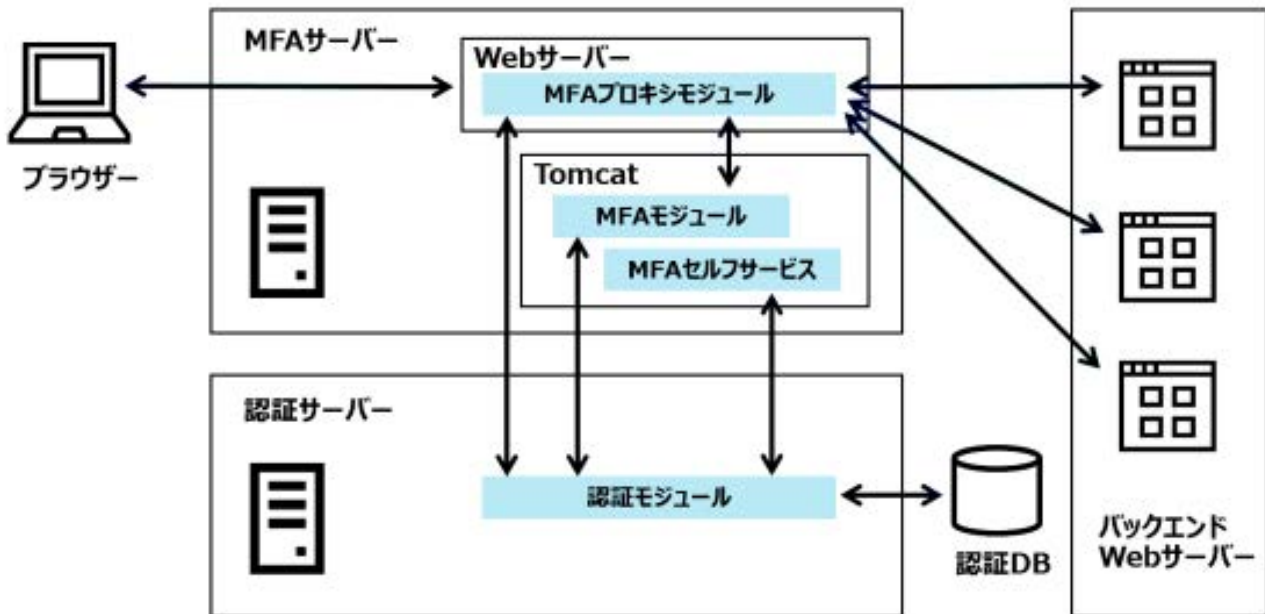 MFAサーバー
Webサーバー
MFAプロキシモジュール
ブラウザー
Tomcat
MFAモジュール
MFAセルフサービス
認証サーバー
認証モジュール
認証DB
バックエンド
Webサーバー